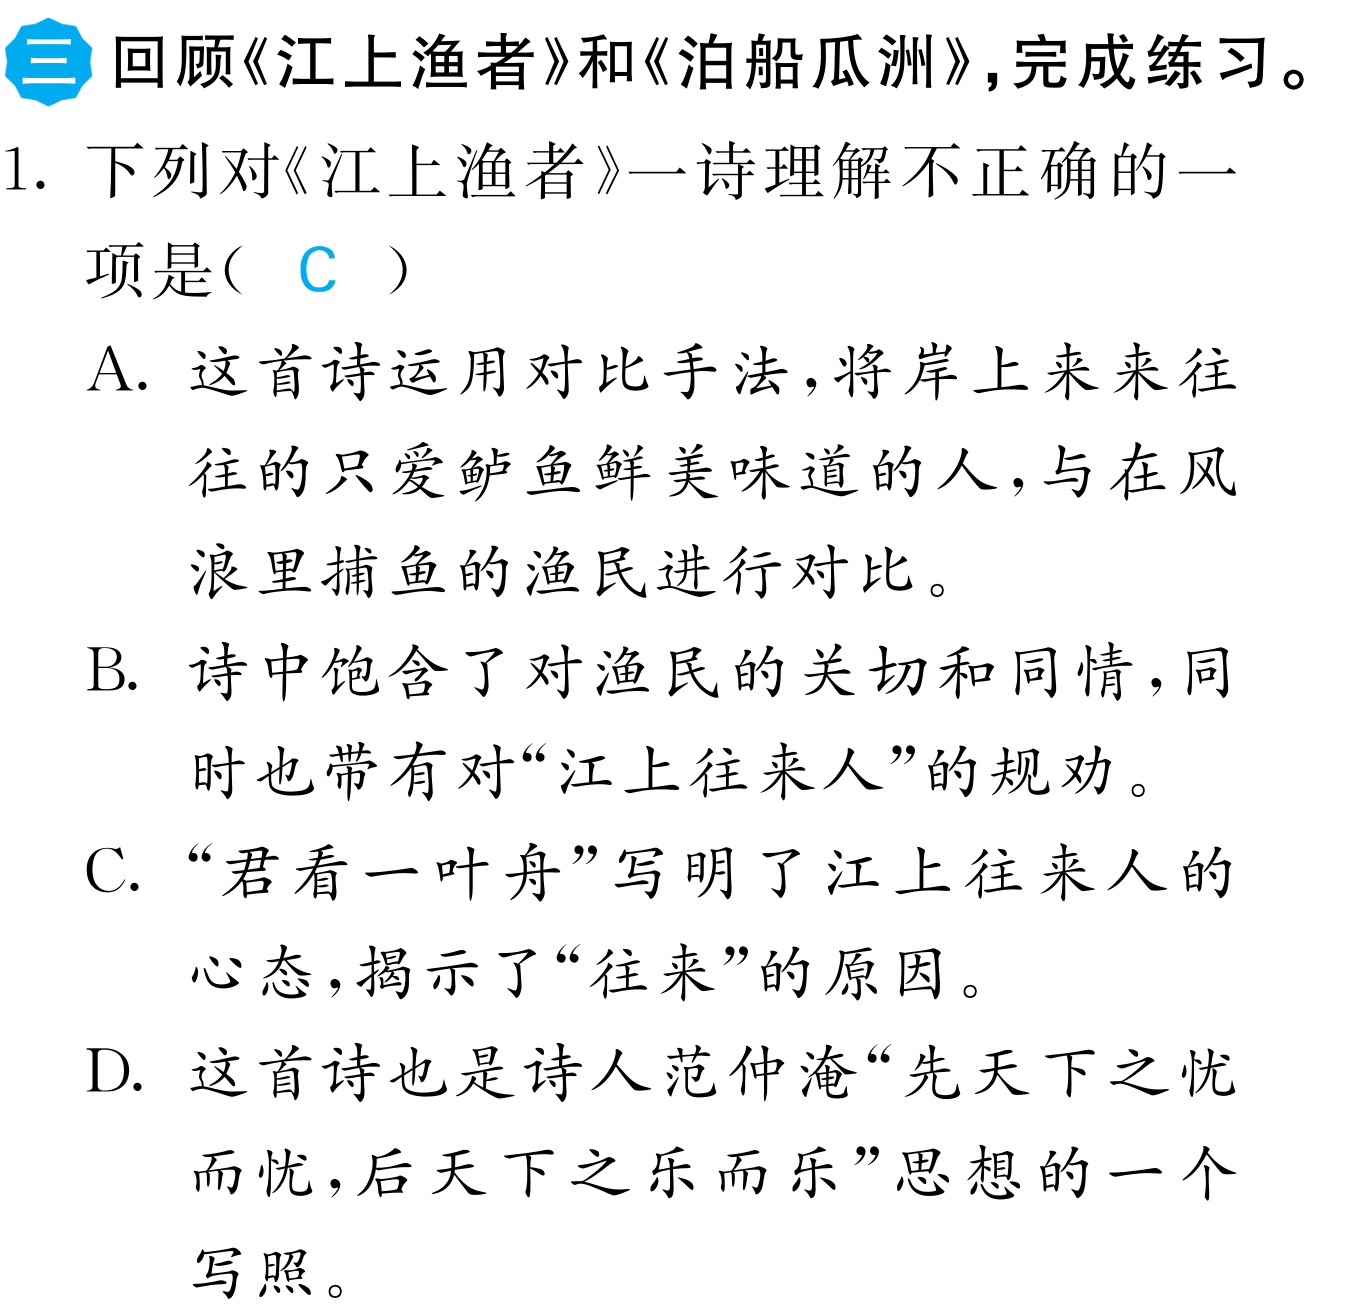 三 回顾《江上渔者》和《泊船瓜洲》,完成练习。
1. 下列对《江上渔者》一诗理解不正确的一
项是( C )
A. 这首诗运用对比手法,将岸上来来往
往的只爱鲈鱼鲜美味道的人,与在风
浪里捕鱼的渔民进行对比。
B. 诗中饱含了对渔民的关切和同情,同
时也带有对“江上往来人”的规劝。
C. “君看一叶舟”写明了江上往来人的
心态,揭示了“往来”的原因。
D. 这首诗也是诗人范仲淹“先天下之忧
而忧,后天下之乐而乐”思想的一个
写照。